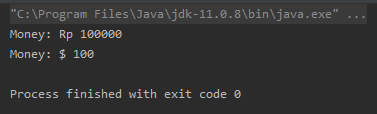 "C:\Program Files\Java\jdk-11.0.8\bin\java.exe" ...
Money: Rp 100000
Money: $ 100
Process finished with exit code 0